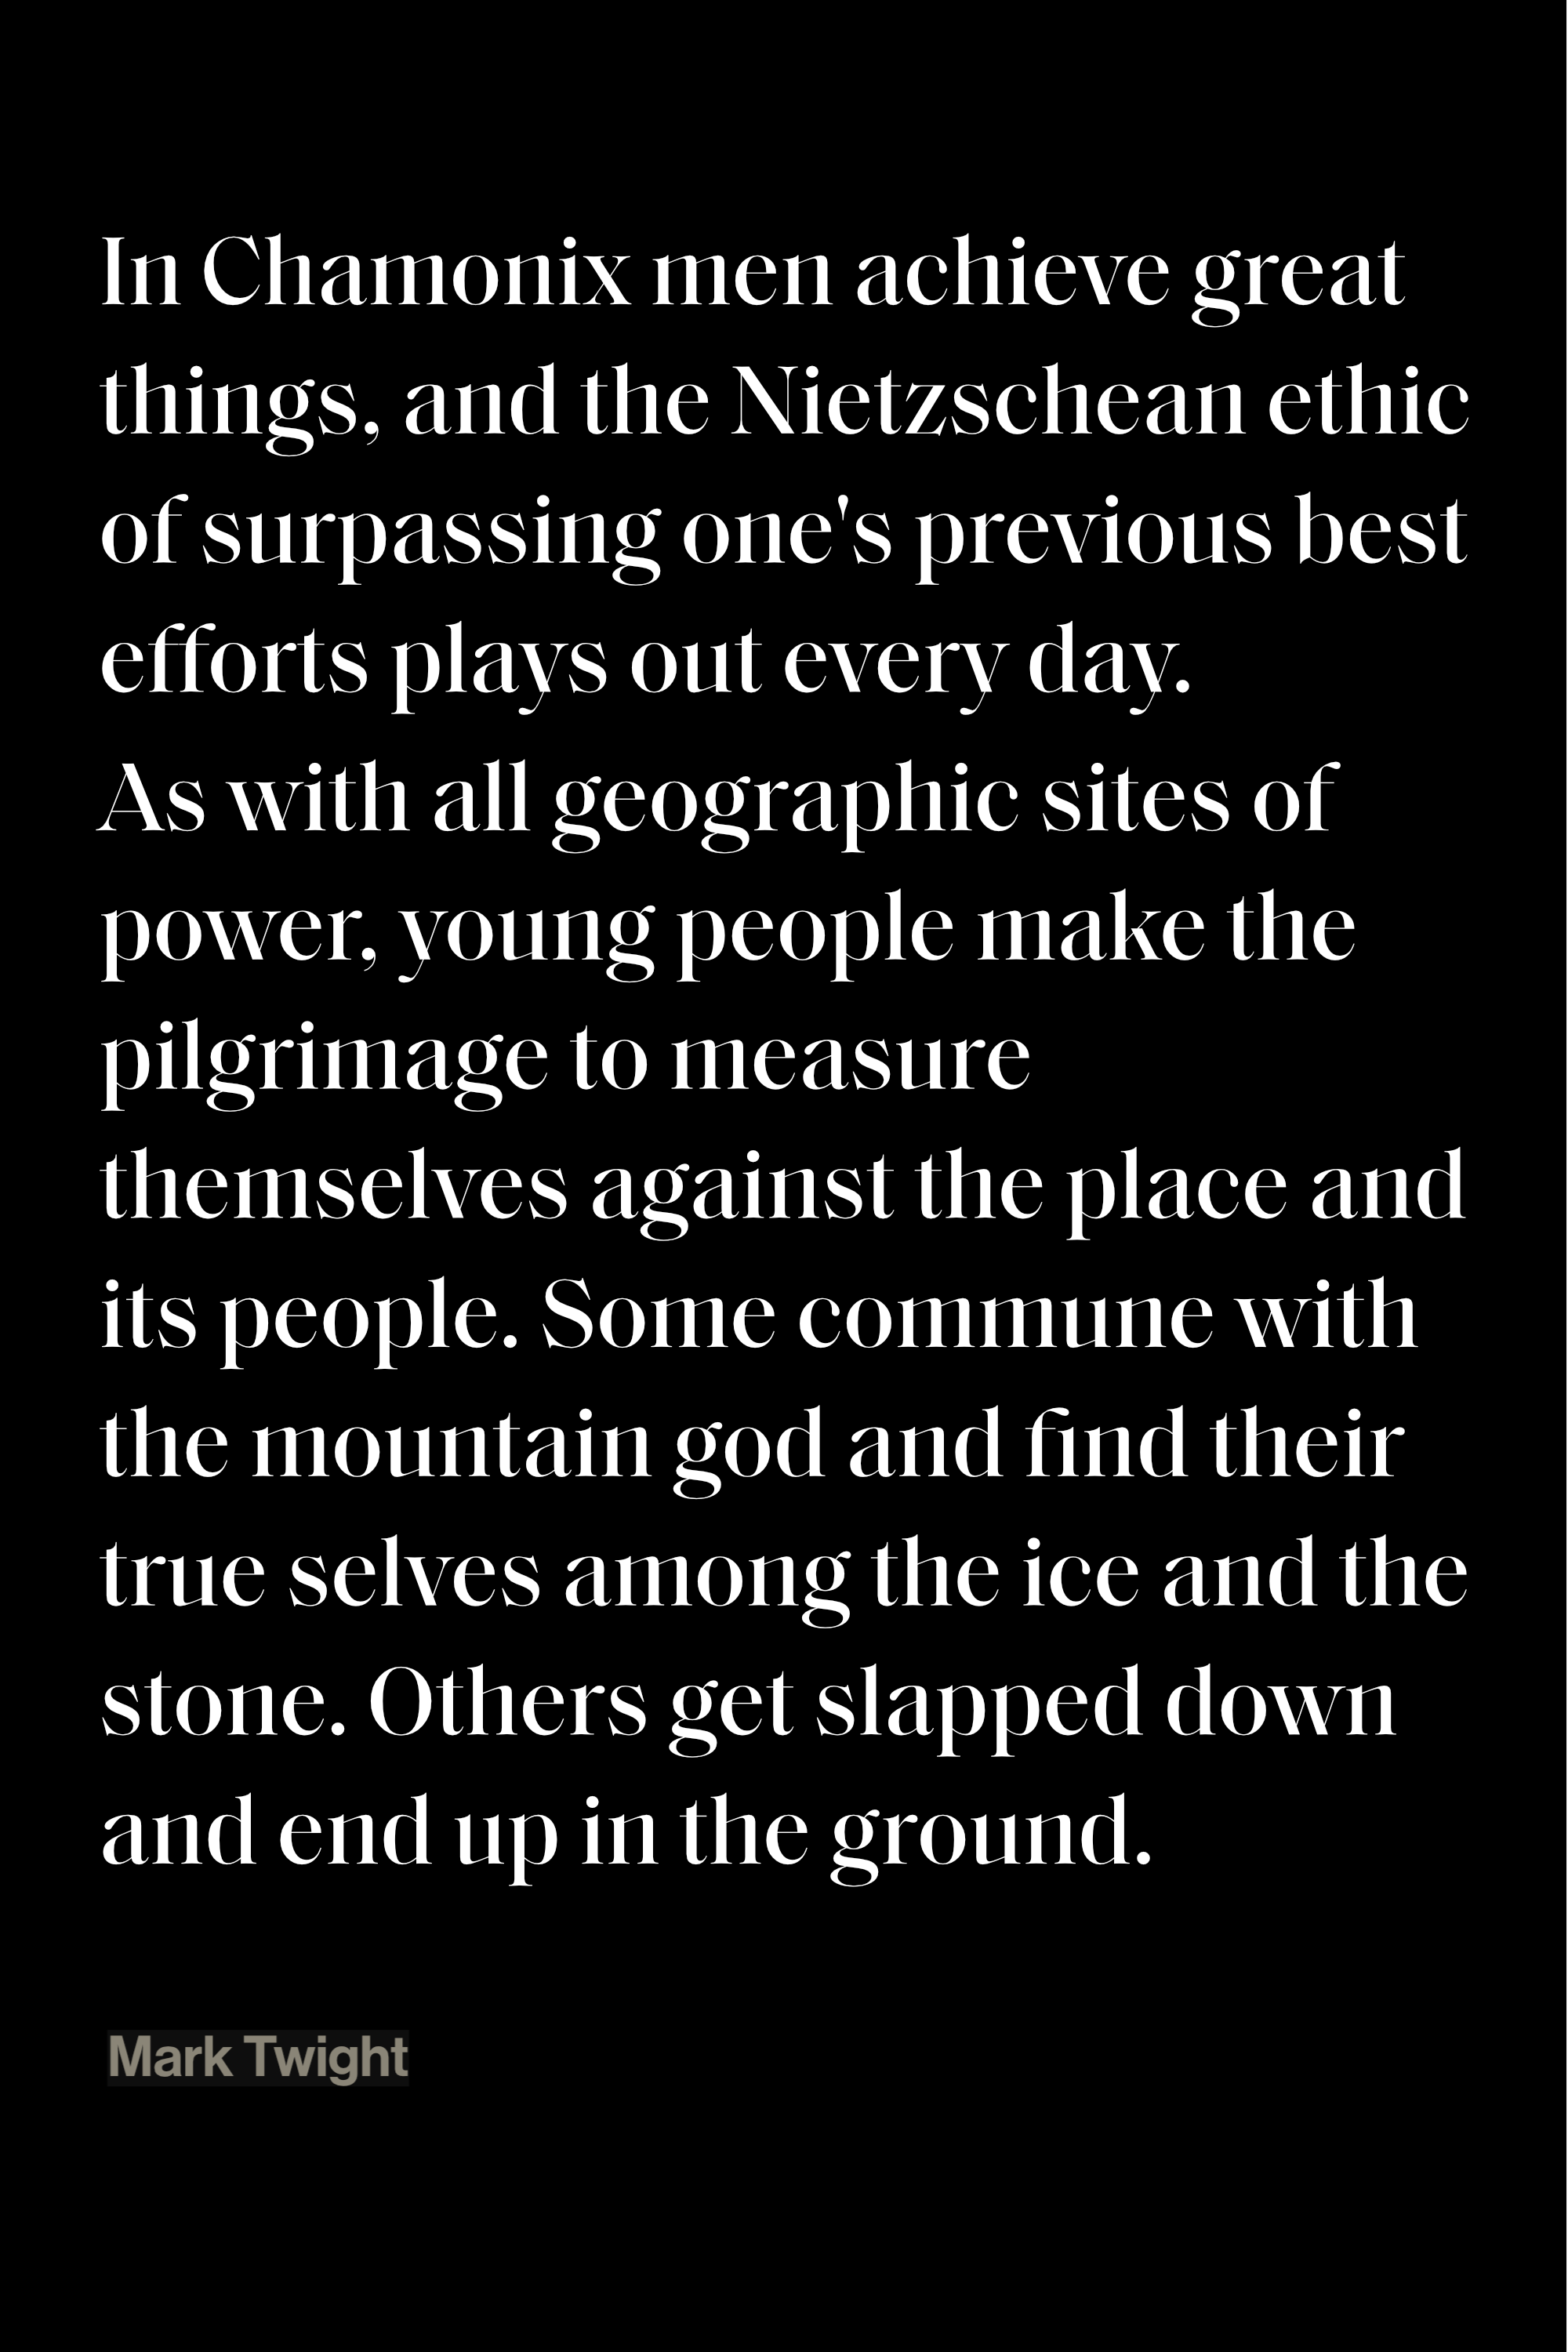 In Chamonix men achieve great
things, and the Nietzschean ethic
of surpassing one's previous best
efforts plays out every day.
As with all geographic sites of
power, young people make the
pilgrimage to measure
themselves against the place and
its people. Some commune with
the mountain god and find their
true selves among the ice and the
stone. Others get slapped down
and end up in the ground.
Mark Twight